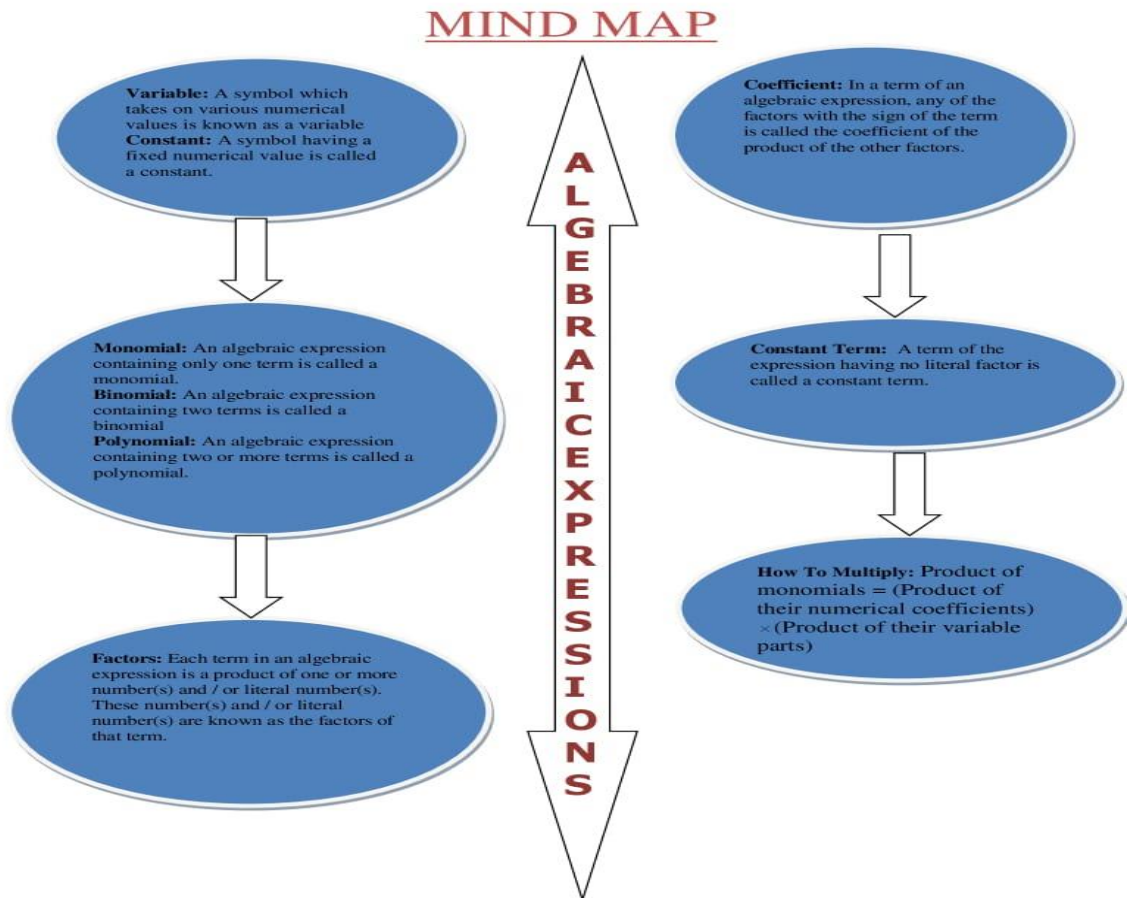 MIND MAP
Variable: A symbol which
takes on various numerical
values is known as a variable
Constant: A symbol having a
fixed numerical value is called
a constant.
Monomial: An algebraic expression
containing only one term is called a
monomial.
Binomial: An algebraic expression
containing two terms is called a
binomial
Polynomial: An algebraic expression
containing two or more terms is called a
polynomial.
Factors: Each term in an algebraic
expression is a product of one or more
number(s) and / or literal number(s).
These number(s) and / or literal
number(s) are known as the factors of
that term.
ALGEBRAICEXPRESSIONS
Coefficient: In a term of an
algebraic expression, any of the
factors with the sign of the term
is called the coefficient of the
product of the other factors.
Constant Term: A term of the
expression having no literal factor is
called a constant term.
How To Multiply: Product of
monomials = (Product of
their numerical coefficients)
× (Product of their variable
parts)